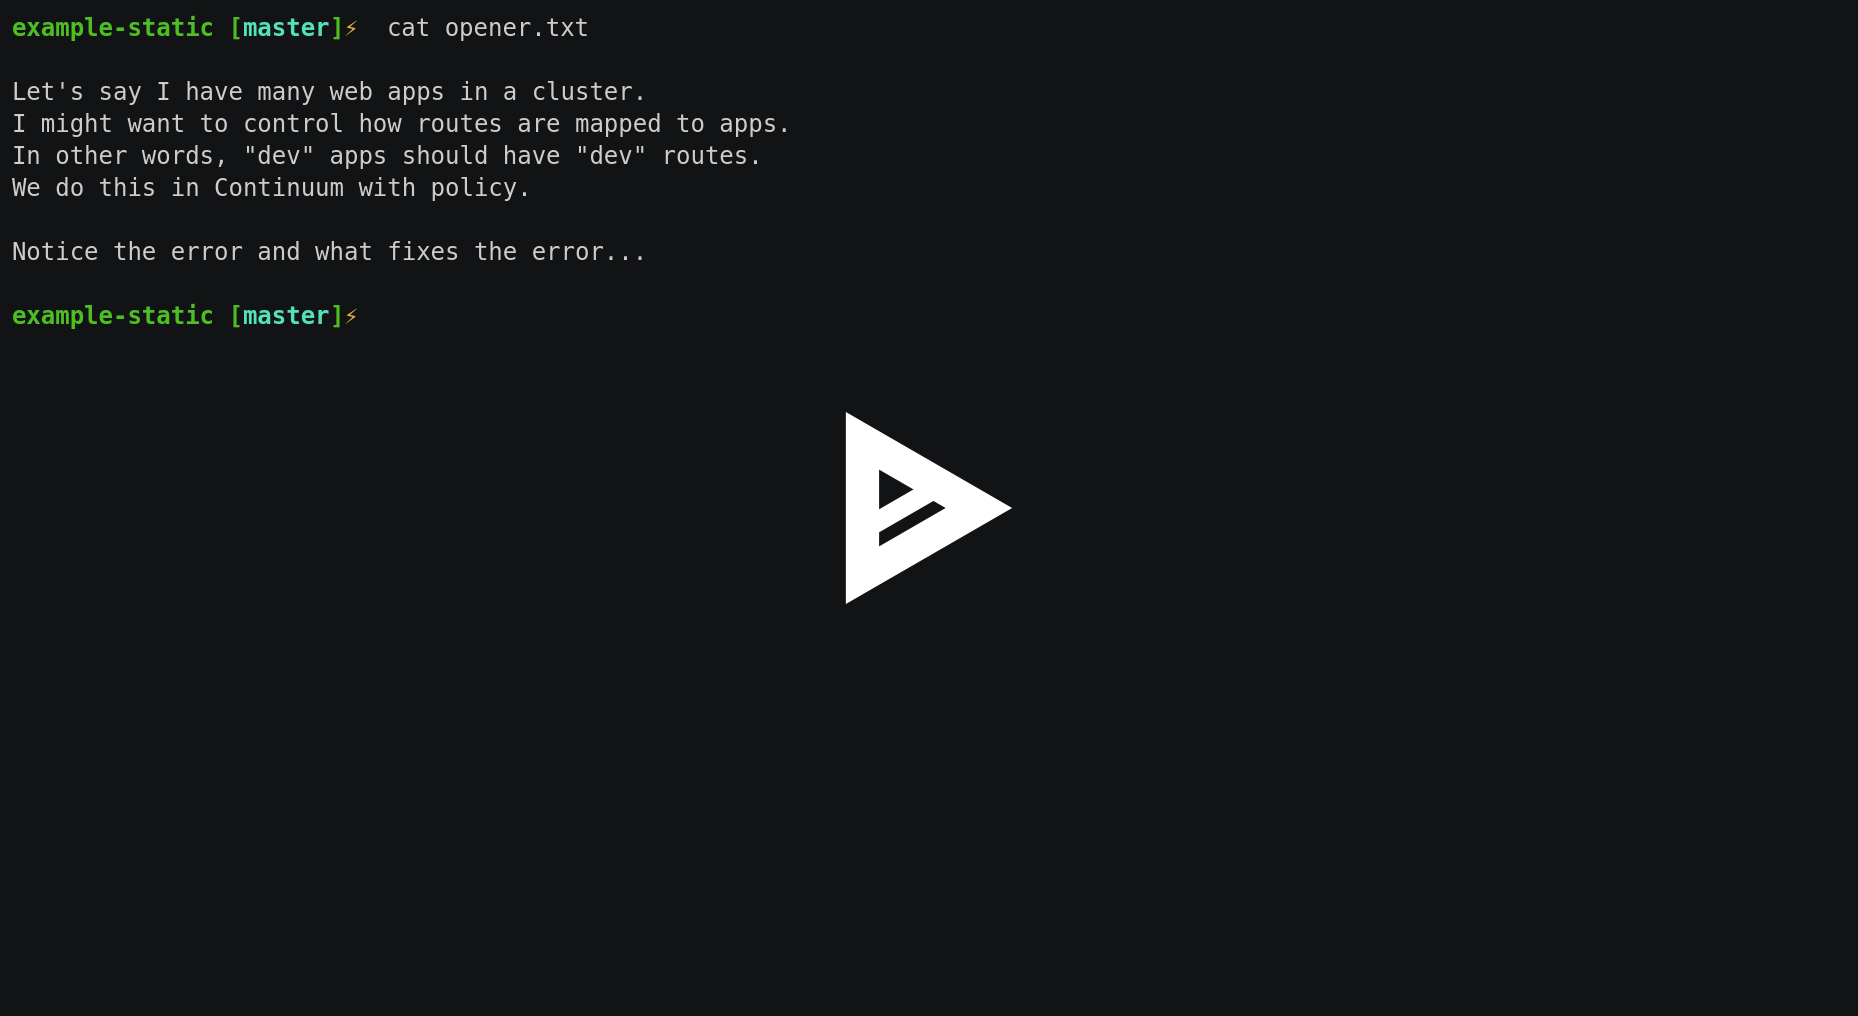 example-static [master]⚡  cat opener.txt
Let's say I have many web apps in a cluster.
I might want to control how routes are mapped to apps.
In other words, "dev" apps should have "dev" routes.
We do this in Continuum with policy.
Notice the error and what fixes the error...
example-static [master]⚡